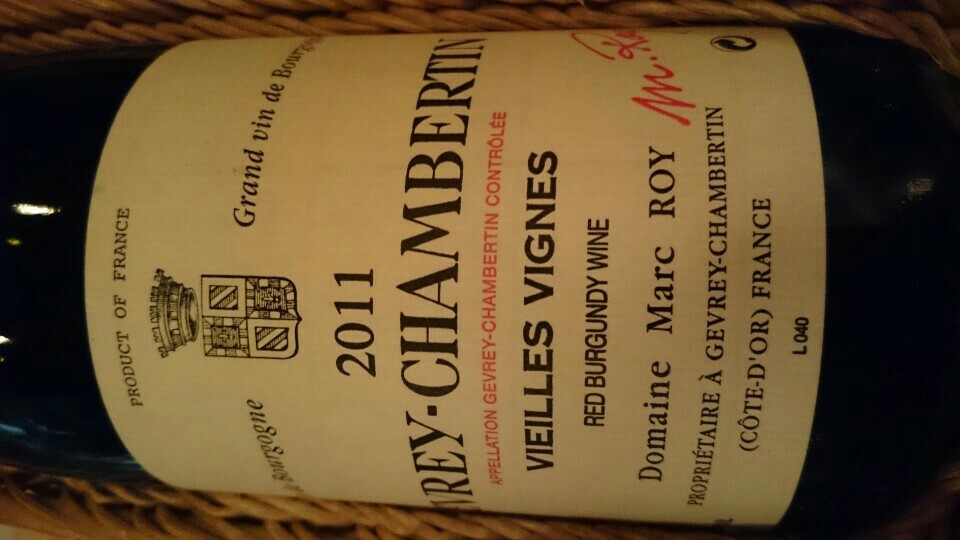 PRODUCT OF FRANCE
Bourgogne Grand vin de
2011
VREY-CHAMBERTIN
APPELLATION GEVREY-CHAMBERTIN CONTRÔLÉE
VIEILLES VIGNES
RED BURGUNDY WINE
Domaine Marc ROY
PROPRIÉTAIRE À GEVREY-CHAMBERTIN
(CÔTE-D'OR) FRANCE
L 040